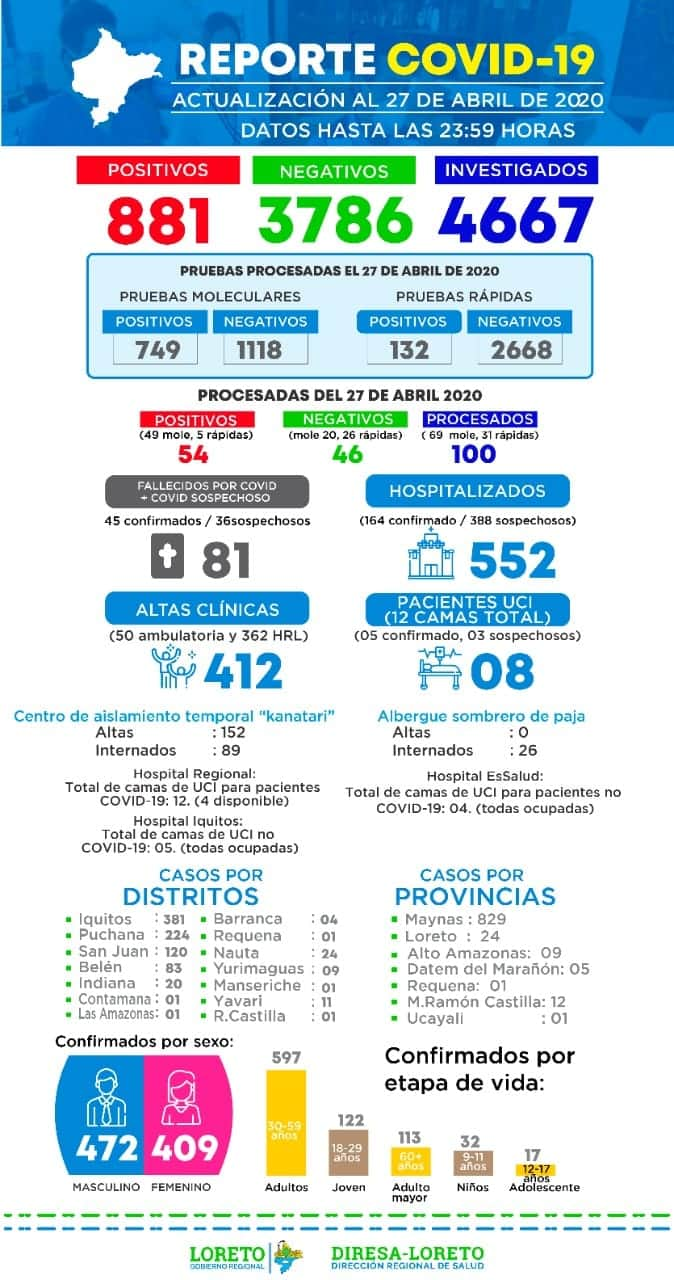 REPORTE COVID-19
ACTUALIZACIÓN AL 27 DE ABRIL DE 2020
DATOS HASTA LAS 23:59 HORAS
POSITIVOS NEGATIVOS INVESTIGADOS
881 3786 4667
PRUEBAS PROCESADAS EL 27 DE ABRIL DE 2020
PRUEBAS MOLECULARES PRUEBAS RÁPIDAS
POSITIVOS NEGATIVOS POSITIVOS NEGATIVOS
749 1118 132 2668
PROCESADAS DEL 27 DE ABRIL 2020
POSITIVOS NEGATIVOS PROCESADOS
(49 mole, 5 rápidas) (mole 20, 26 rápidas) ( 69 mole, 31 rápidas)
54 46 100
FALLECIDOS POR COVID
+ COVID SOSPECHOSO
45 confirmados / 36sospechosos
81
HOSPITALIZADOS
(164 confirmado / 388 sospechosos)
552
ALTAS CLÍNICAS
(50 ambulatoria y 362 HRL)
412
PACIENTES UCI
(12 CAMAS TOTAL)
(05 confirmado, 03 sospechosos)
08
Centro de aislamiento temporal “kanatari”
Altas : 152
Internados : 89
Albergue sombrero de paja
Altas : 0
Internados : 26
Hospital Regional:
Total de camas de UCI para pacientes
COVID-19: 12. (4 disponible)
Hospital Iquitos:
Total de camas de UCI no
COVID-19: 05. (todas ocupadas)
Hospital EsSalud:
Total de camas de UCI para pacientes no
COVID-19: 04. (todas ocupadas)
CASOS POR
DISTRITOS
Iquitos : 381
Puchana : 224
San Juan : 120
Belén : 83
Indiana : 20
Contamana : 01
Las Amazonas: 01
Barranca : 04
Requena : 01
Nauta : 24
Yurimaguas : 09
Manseriche : 01
Yavari : 11
R.Castilla : 01
CASOS POR
PROVINCIAS
Maynas : 829
Loreto : 24
Alto Amazonas: 09
Datem del Marañón: 05
Requena: 01
M.Ramón Castilla: 12
Ucayali : 01
Confirmados por sexo:
472 409
MASCULINO FEMENINO
Confirmados por
etapa de vida:
597 122 113 32 17
30-59
años
18-29
años
60+
años
9-11
años
12-17
años
Adultos Joven Adulto
mayor
Niños Adolescente
LORETO
GOBIERNO REGIONAL
DIRESA-LORETO
DIRECCIÓN REGIONAL DE SALUD